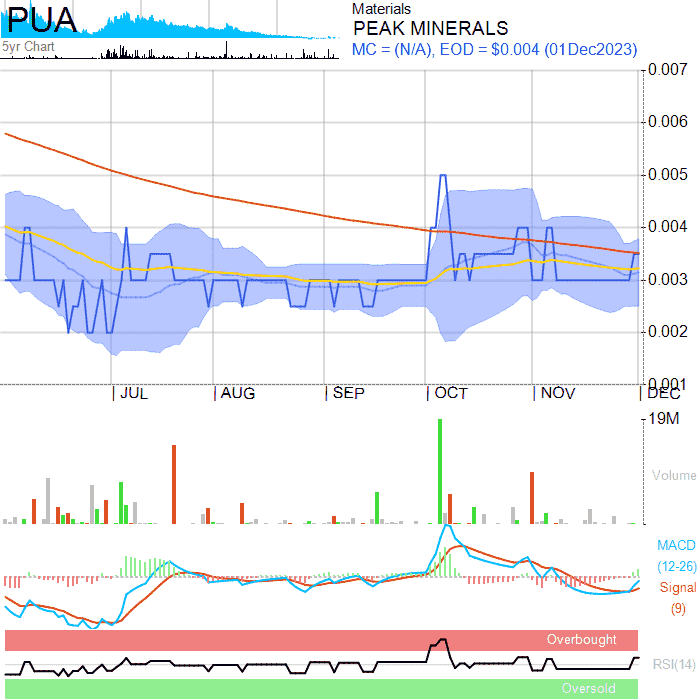 PUA
5yr Chart
Materials
PEAK MINERALS
MC = (N/A), EOD = $0.004 (01Dec2023)
0.007
0.006
0.005
0.004
0.003
0.002
0.001
JUL AUG SEP OCT NOV DEC
19M
Volume
MACD
(12-26)
Signal
(9)
Overbought
RSI(14)
Oversold